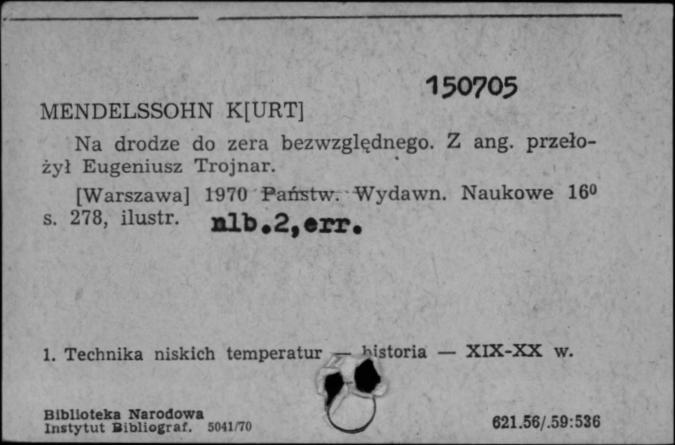 150705
MENDELSSOHN K[URT]
Na drodze do zera bezwzględnego. Z ang. przeło-
żył Eugeniusz Trojnar.
[Warszawa] 1970 Państw. Wydawn. Naukowe 16⁰
s. 278, ilustr. nlb.2,err.
1. Technika niskich temperatur — historia — XIX-XX w.
Biblioteka Narodowa
Instytut Bibliograf. 5041/70
621.56/.59:536